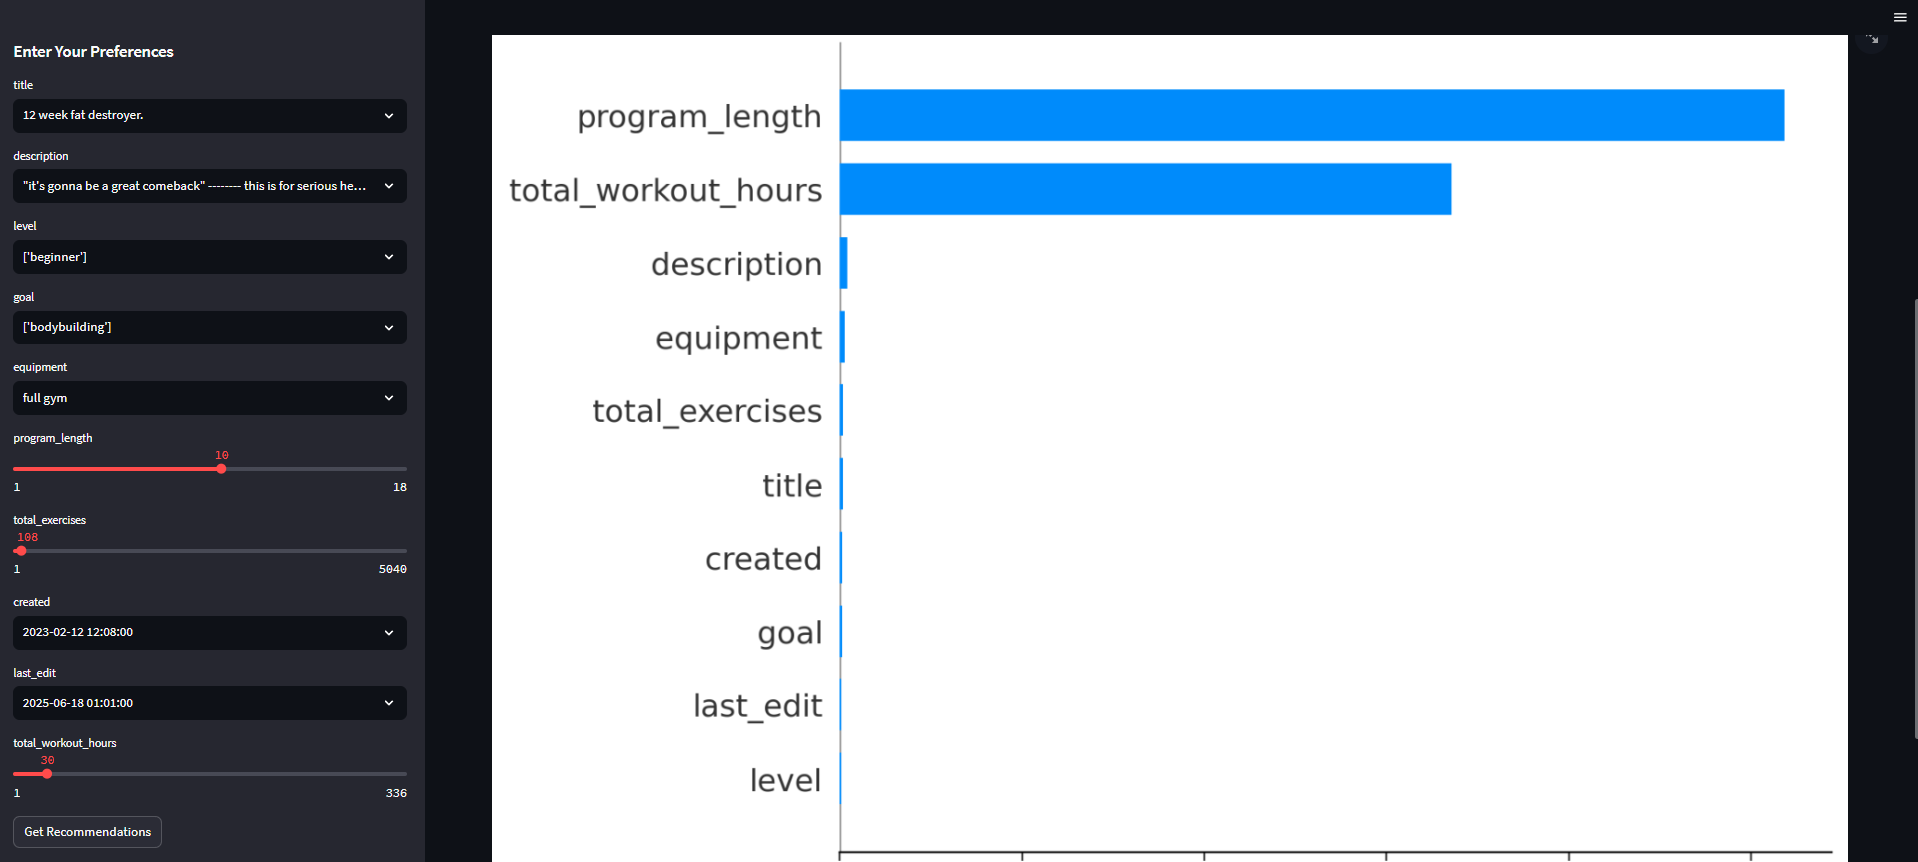 Enter Your Preferences
title
12 week fat destroyer.
description
"it's gonna be a great comeback" -------- this is for serious he...
level
['beginner']
goal
['bodybuilding']
equipment
full gym
program_length
10
1 18
total_exercises
108
1 5040
created
2023-02-12 12:08:00
last_edit
2025-06-18 01:01:00
total_workout_hours
30
1 336
Get Recommendations
program_length
total_workout_hours
description
equipment
total_exercises
title
created
goal
last_edit
level